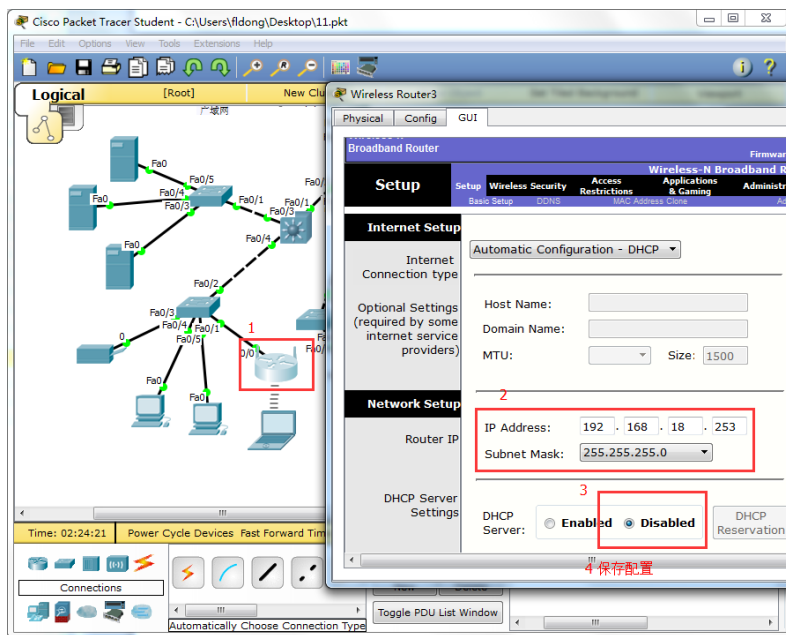 Cisco Packet Tracer Student - C:\Users\fldong\Desktop\11.pkt
File Edit Options View Tools Extensions Help
Logical [Root] New Clu
广域网
Fa0
Fa0/5
Fa0/4
Fa0
Fa0/3
Fa0/1
Fa0/1
Fa0/3
Fa0/4
Fa0
Fa0/2
Fa0/3
Fa0/4
Fa0/1
Fa0/5
0
1
0/0
Fa0/
Fa0
Fa0
Time: 02:24:21 Power Cycle Devices Fast Forward Tim
Connections
Automatically Choose Connection Type
New Delete
Toggle PDU List Window
Wireless Router3
Physical Config GUI
Broadband Router
Firmwar
Wireless-N Broadband R
Setup
Setup Wireless Security Access Restrictions Applications & Gaming Administr
Basic Setup DDNS MAC Address Clone Ad
Internet Setup
Internet Connection type
Automatic Configuration - DHCP
Optional Settings
(required by some
internet service
providers)
Host Name:
Domain Name:
MTU: Size: 1500
2
Network Setup
Router IP
IP Address: 192 . 168 . 18 . 253
Subnet Mask: 255.255.255.0
3
DHCP Server
Settings
DHCP Server: Enabled Disabled DHCP Reservation
4 保存配置